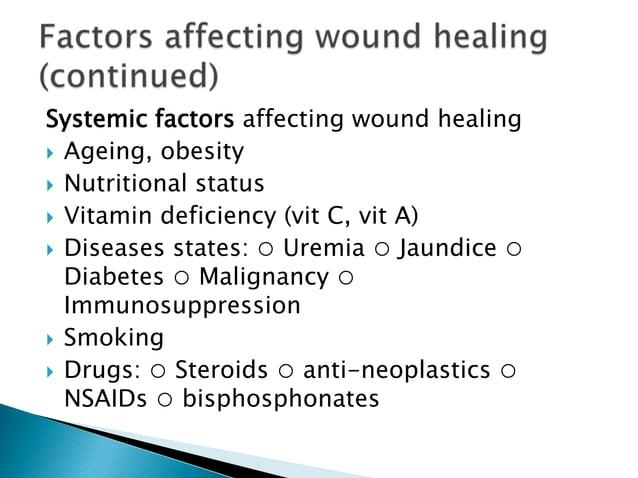 Factors affecting wound healing
(continued)
Systemic factors affecting wound healing
Ageing, obesity
Nutritional status
Vitamin deficiency (vit C, vit A)
Diseases states: ○ Uremia ○ Jaundice ○
Diabetes ○ Malignancy ○
Immunosuppression
Smoking
Drugs: ○ Steroids ○ anti-neoplastics ○
NSAIDs ○ bisphosphonates